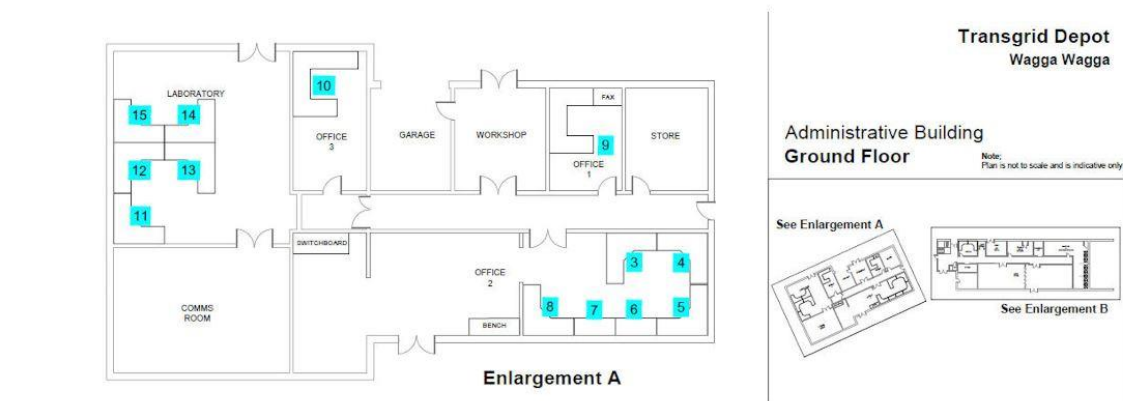 LABORATORY
15
14
12
13
11
10
OFFICE
3
GARAGE
WORKSHOP
FAX
9
OFFICE
1
STORE
SWITCHBOARD
COMMS
ROOM
OFFICE
2
BENCH
3
4
8
7
6
5
Enlargement A
Transgrid Depot
Wagga Wagga
Administrative Building
Ground Floor
Note;
Plan is not to scale and is indicative only
See Enlargement A
See Enlargement B